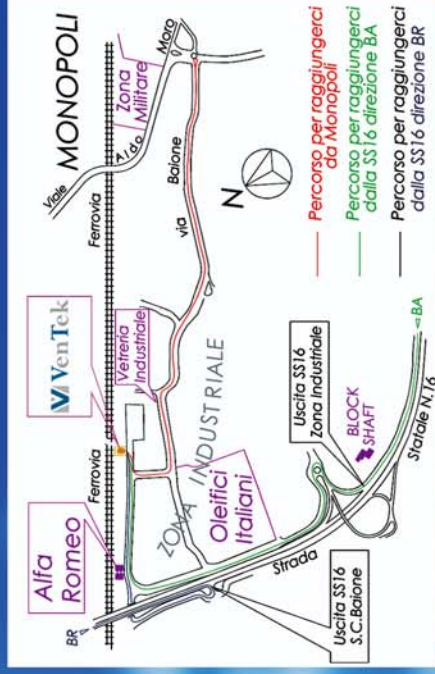 MONOPOLI
Viale
Aldo
Moro
Zona
Militare
Ferrovia
via
Baione
VenTek
Vetreria
Industriale
Ferrovia
Alfa
Romeo
ZONA INDUSTRIALE
Oleifici
Italiani
BR
Strada
Statale N.16
BA
Uscita SS16
Zona Industriale
BLOCK
SHAFT
Uscita SS16
S.C.Baione
N
Percorso per raggiungerci
da Monopoli
Percorso per raggiungerci
dalla SS16 direzione BA
Percorso per raggiungerci
dalla SS16 direzione BR